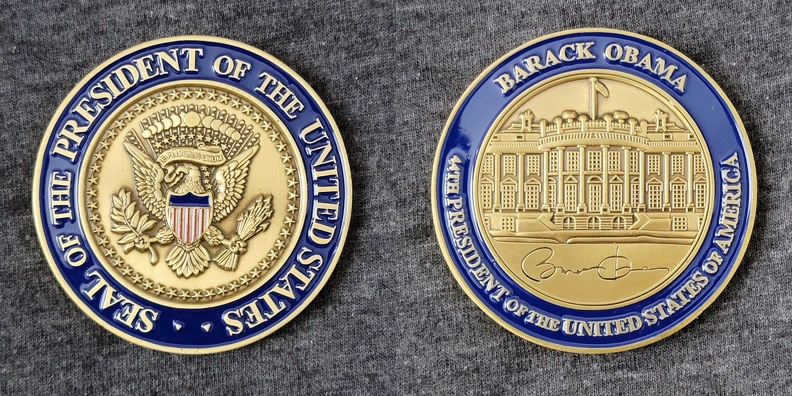 SEAL OF THE PRESIDENT OF THE UNITED STATES
BARACK OBAMA
44TH PRESIDENT OF THE UNITED STATES OF AMERICA